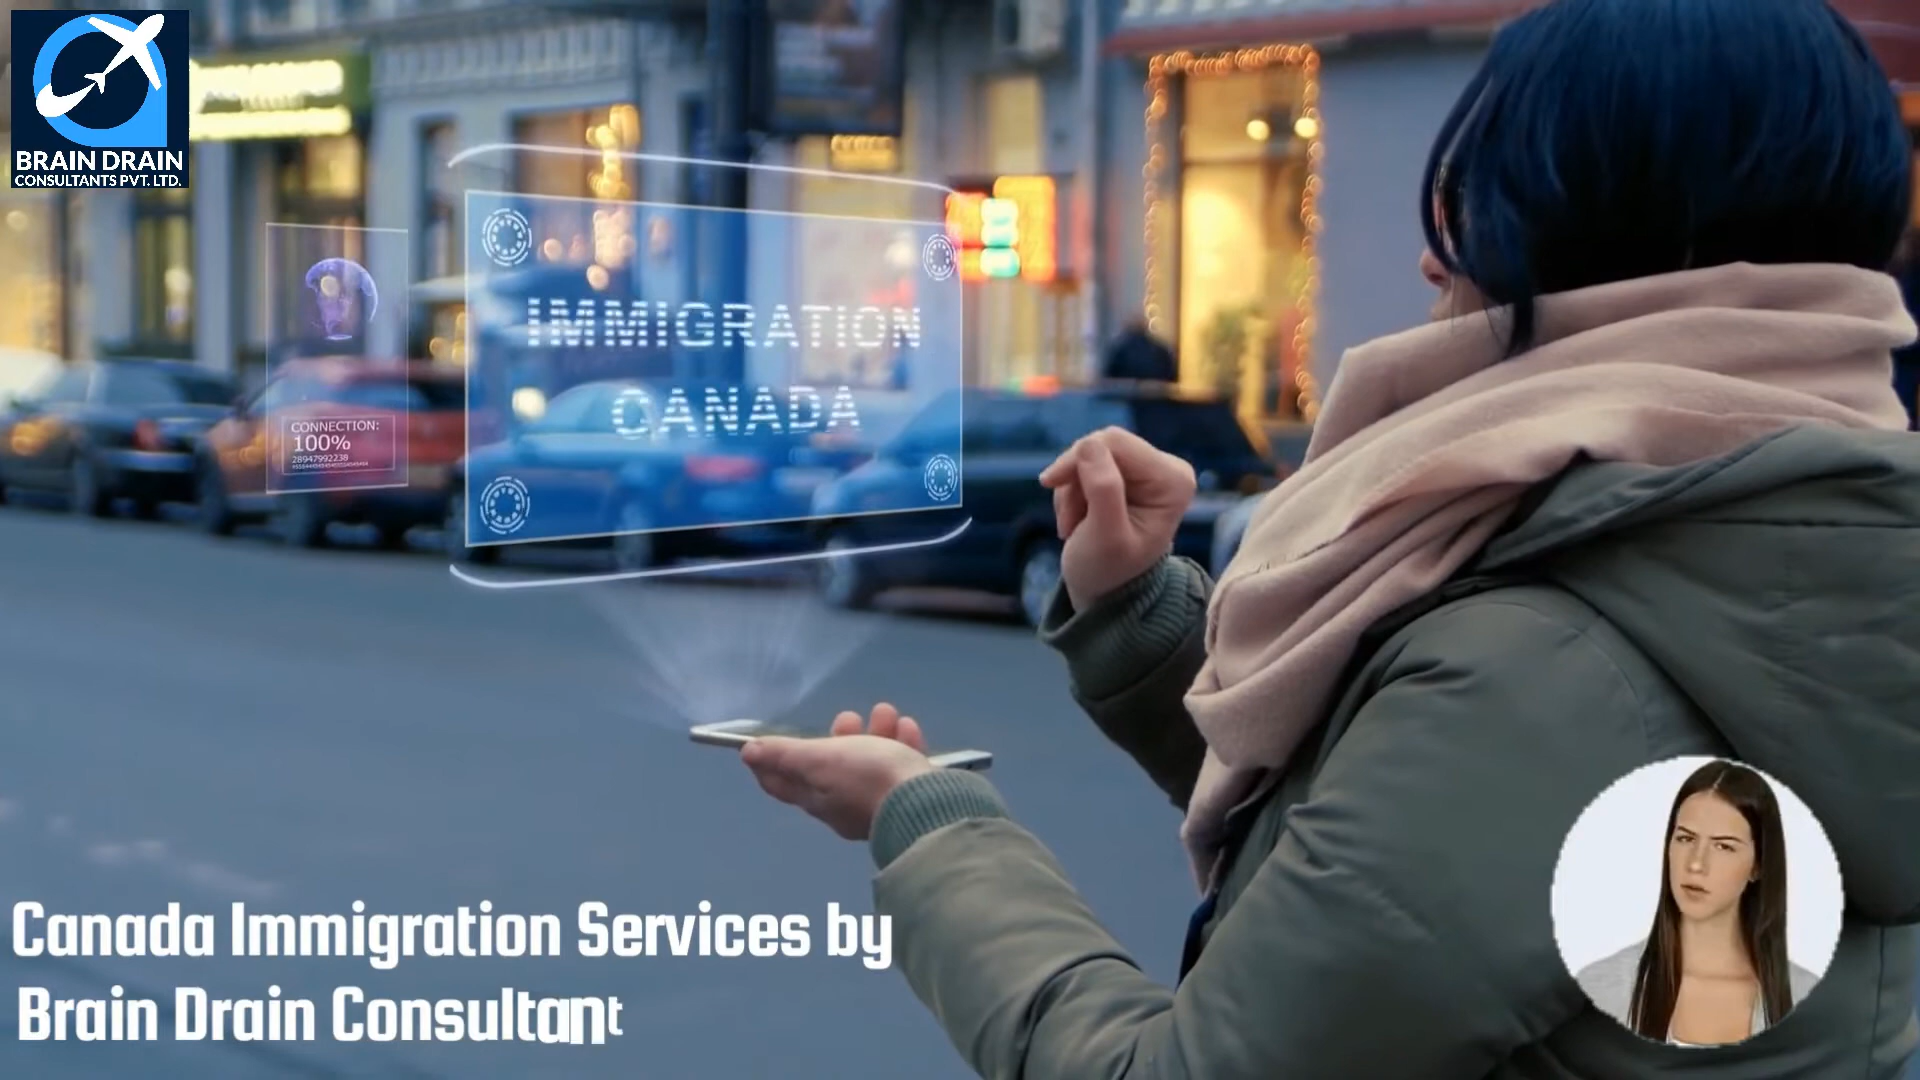 BRAIN DRAIN
CONSULTANTS PVT. LTD.
IMMIGRATION
CANADA
CONNECTION:
100%
28947992238
Canada Immigration Services by
Brain Drain Consultant